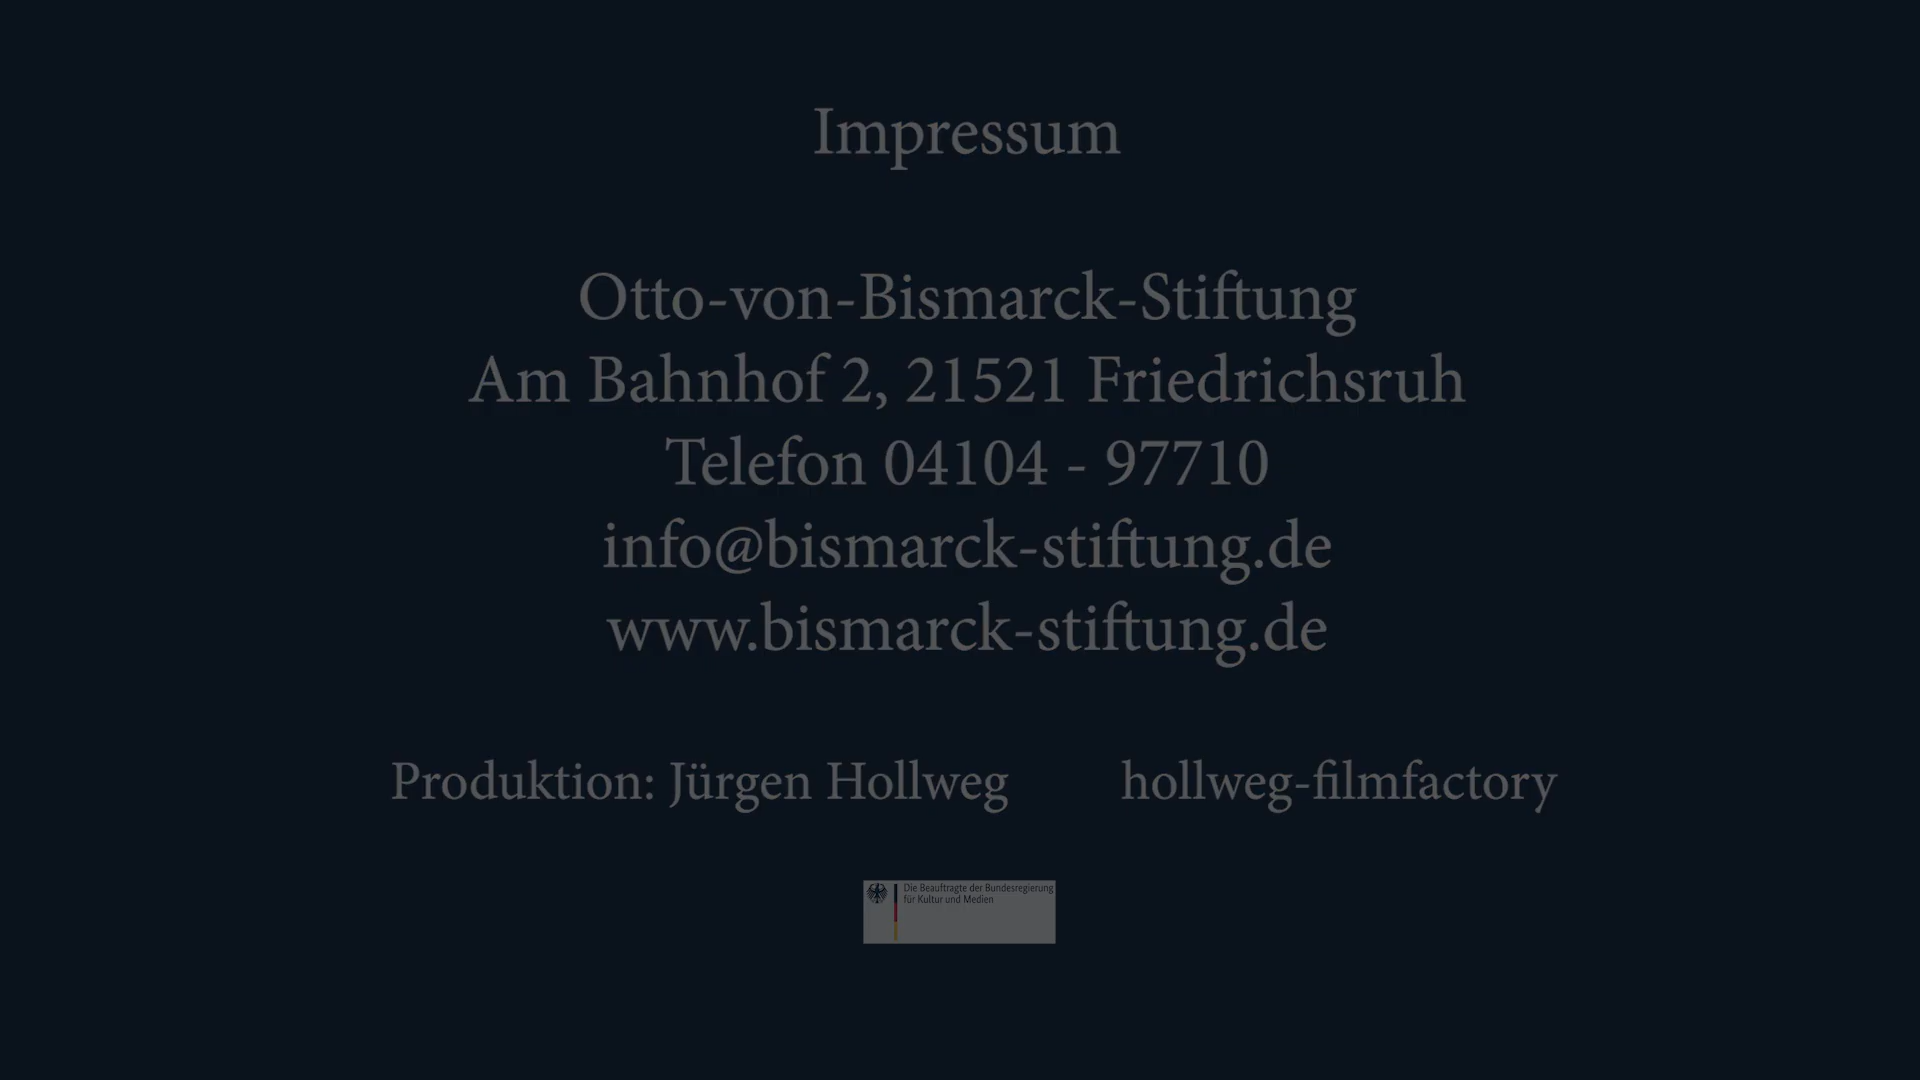 Impressum
Otto-von-Bismarck-Stiftung
Am Bahnhof 2, 21521 Friedrichsruh
Telefon 04104 - 97710
info@bismarck-stiftung.de
www.bismarck-stiftung.de
Produktion: Jürgen Hollweg hollweg-filmfactory
Die Beauftragte der Bundesregierung
für Kultur und Medien